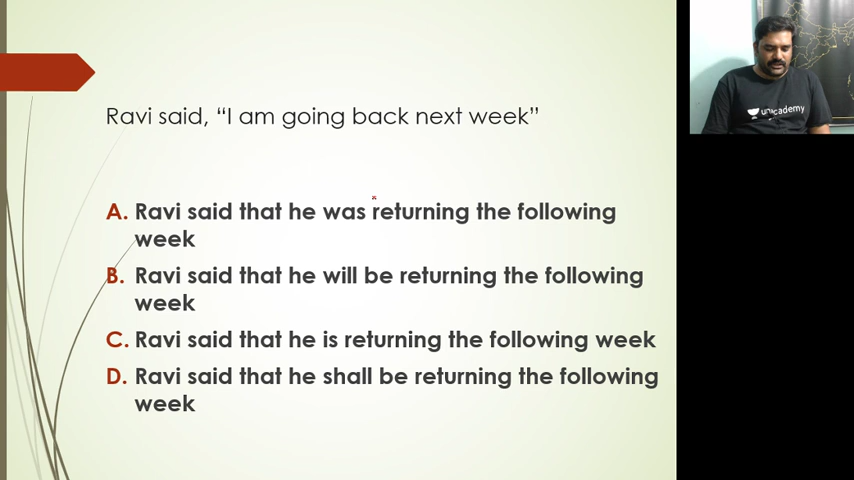 Ravi said, “I am going back next week”
A. Ravi said that he was returning the following
week
B. Ravi said that he will be returning the following
week
C. Ravi said that he is returning the following week
D. Ravi said that he shall be returning the following
week
unacademy